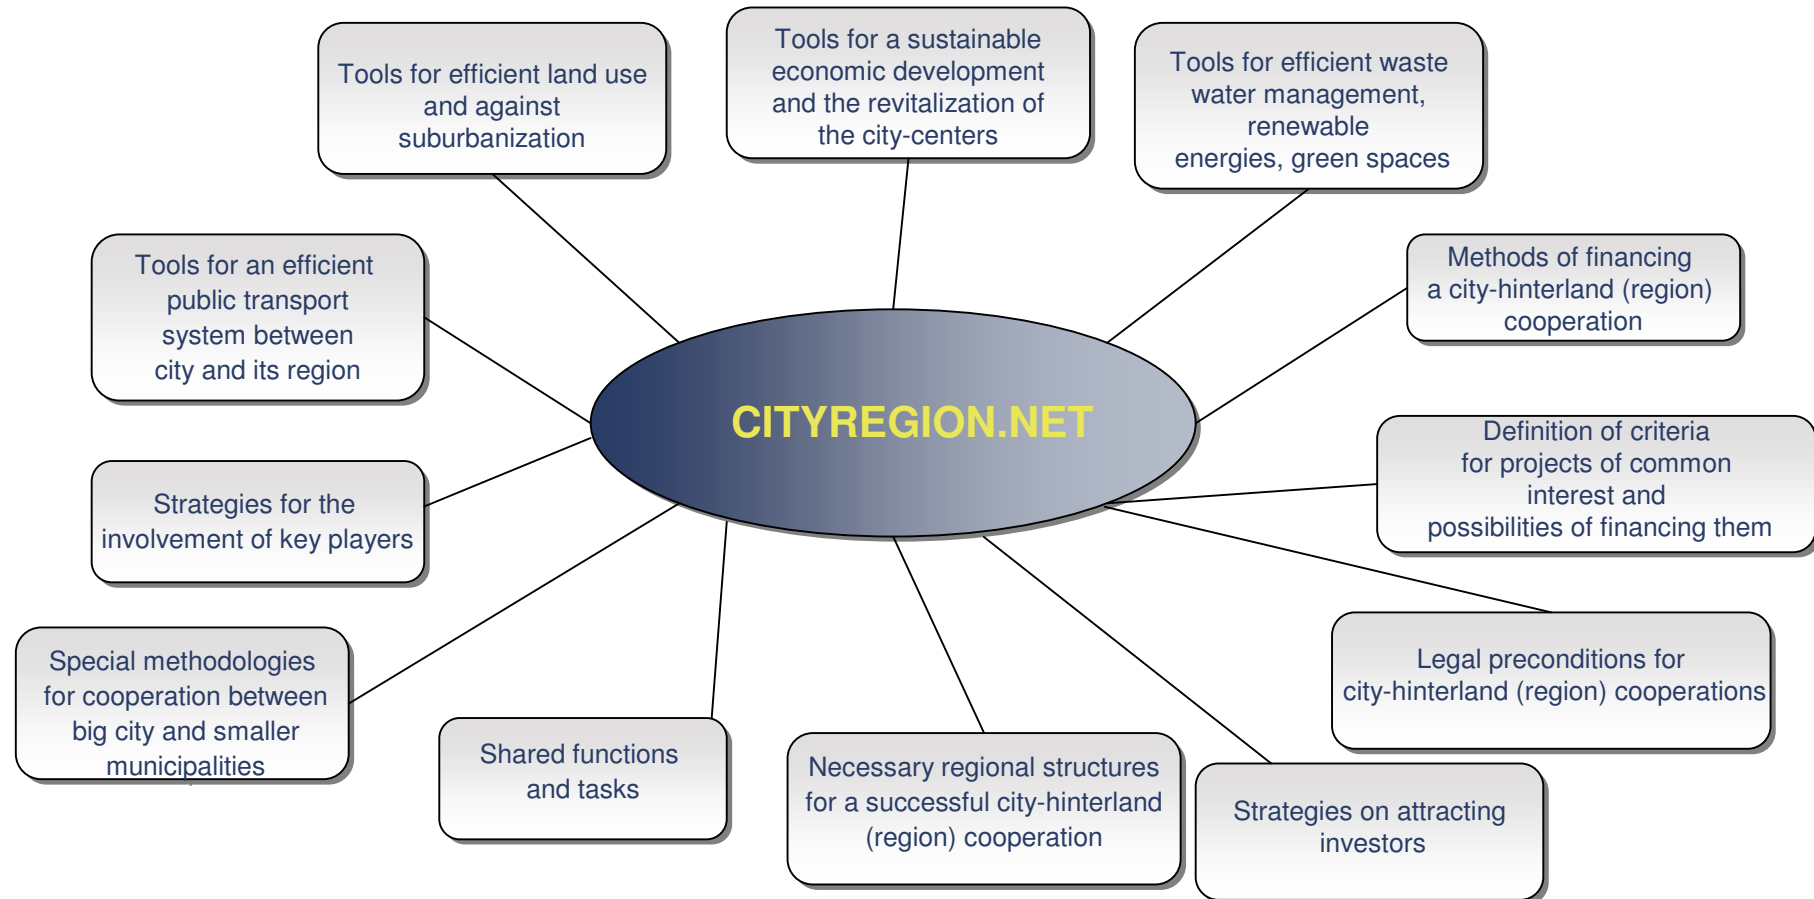 Tools for efficient land use
and against
suburbanization
Tools for a sustainable
economic development
and the revitalization of
the city-centers
Tools for efficient waste
water management,
renewable
energies, green spaces
Tools for an efficient
public transport
system between
city and its region
Methods of financing
a city-hinterland (region)
cooperation
CITYREGION.NET
Definition of criteria
for projects of common
interest and
possibilities of financing them
Strategies for the
involvement of key players
Legal preconditions for
city-hinterland (region) cooperations
Special methodologies
for cooperation between
big city and smaller
municipalities
Shared functions
and tasks
Necessary regional structures
for a successful city-hinterland
(region) cooperation
Strategies on attracting
investors